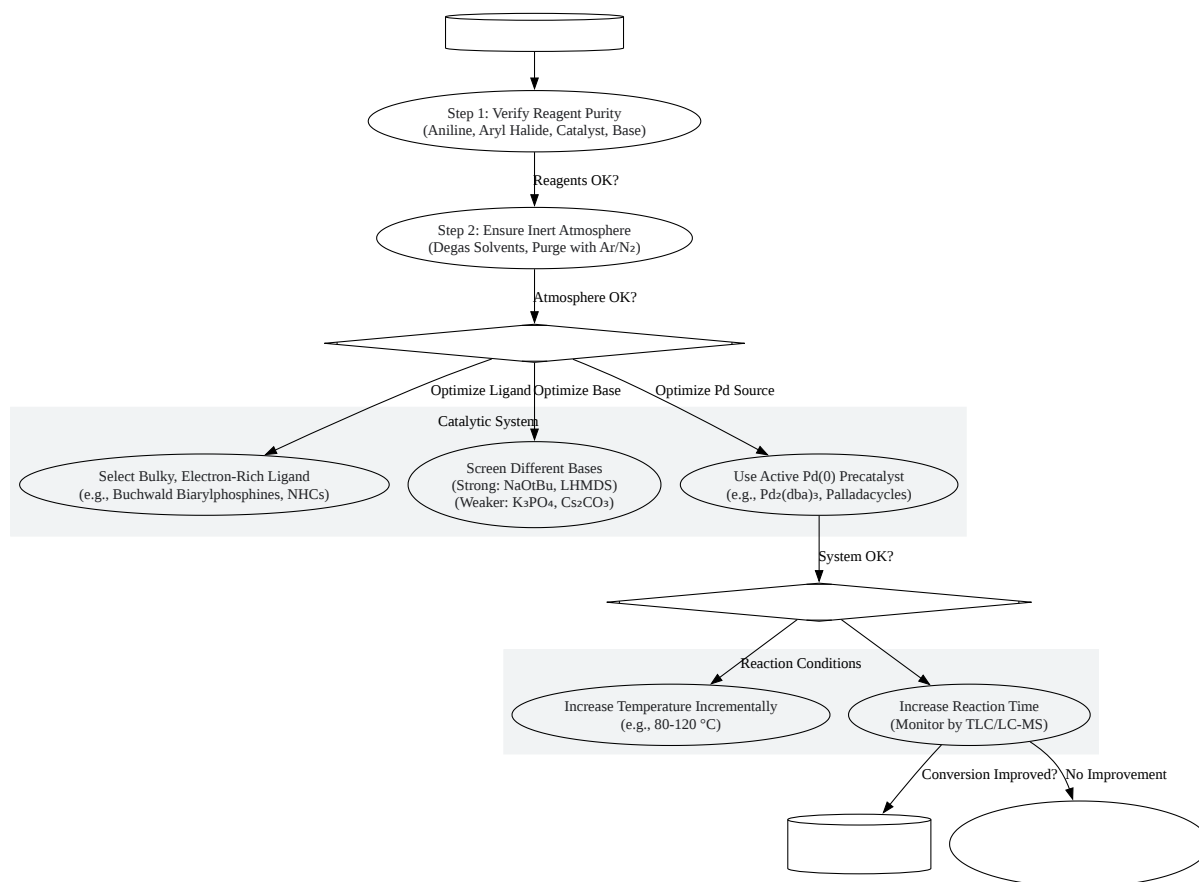 Step 1: Verify Reagent Purity
(Aniline, Aryl Halide, Catalyst, Base)
Reagents OK?
Step 2: Ensure Inert Atmosphere
(Degas Solvents, Purge with Ar/N₂)
Atmosphere OK?
Optimize Ligand
Optimize Base
Optimize Pd Source
Catalytic System
Select Bulky, Electron-Rich Ligand
(e.g., Buchwald Biarylphosphines, NHCs)
Screen Different Bases
(Strong: NaOtBu, LHMDS)
(Weaker: K₃PO₄, Cs₂CO₃)
Use Active Pd(0) Precatalyst
(e.g., Pd₂(dba)₃, Palladacycles)
System OK?
Reaction Conditions
Increase Temperature Incrementally
(e.g., 80-120 °C)
Increase Reaction Time
(Monitor by TLC/LC-MS)
Conversion Improved?
No Improvement